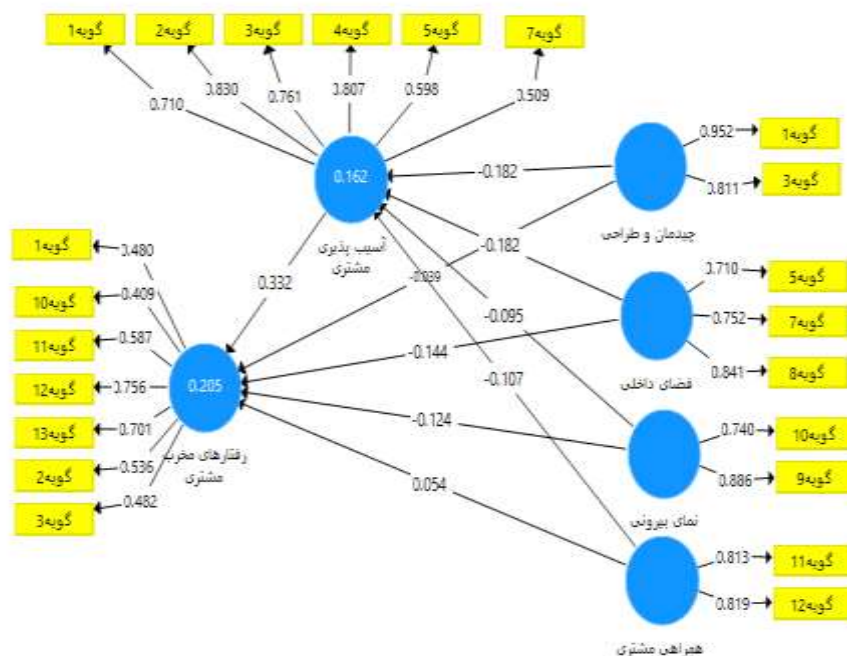 گویه1
گویه2
گویه3
گویه4
گویه5
گویه7
0.710
0.830
0.761
0.807
0.598
0.509
0.162
آسیب پذیری
مشتری
-0.182
0.952
0.811
گویه1
گویه3
چیدمان و طراحی
-0.182
گویه1
گویه10
گویه11
گویه12
گویه13
گویه2
گویه3
0.480
0.409
0.587
0.756
0.701
0.536
0.482
0.332
0.205
رفتارهای مخرب
مشتری
-0.039
-0.095
-0.144
-0.107
-0.124
0.054
0.710
0.752
0.841
گویه5
گویه7
گویه8
فضای داخلی
0.740
0.886
گویه10
گویه9
نمای بیرونی
0.813
0.819
گویه11
گویه12
همراهی مشتری